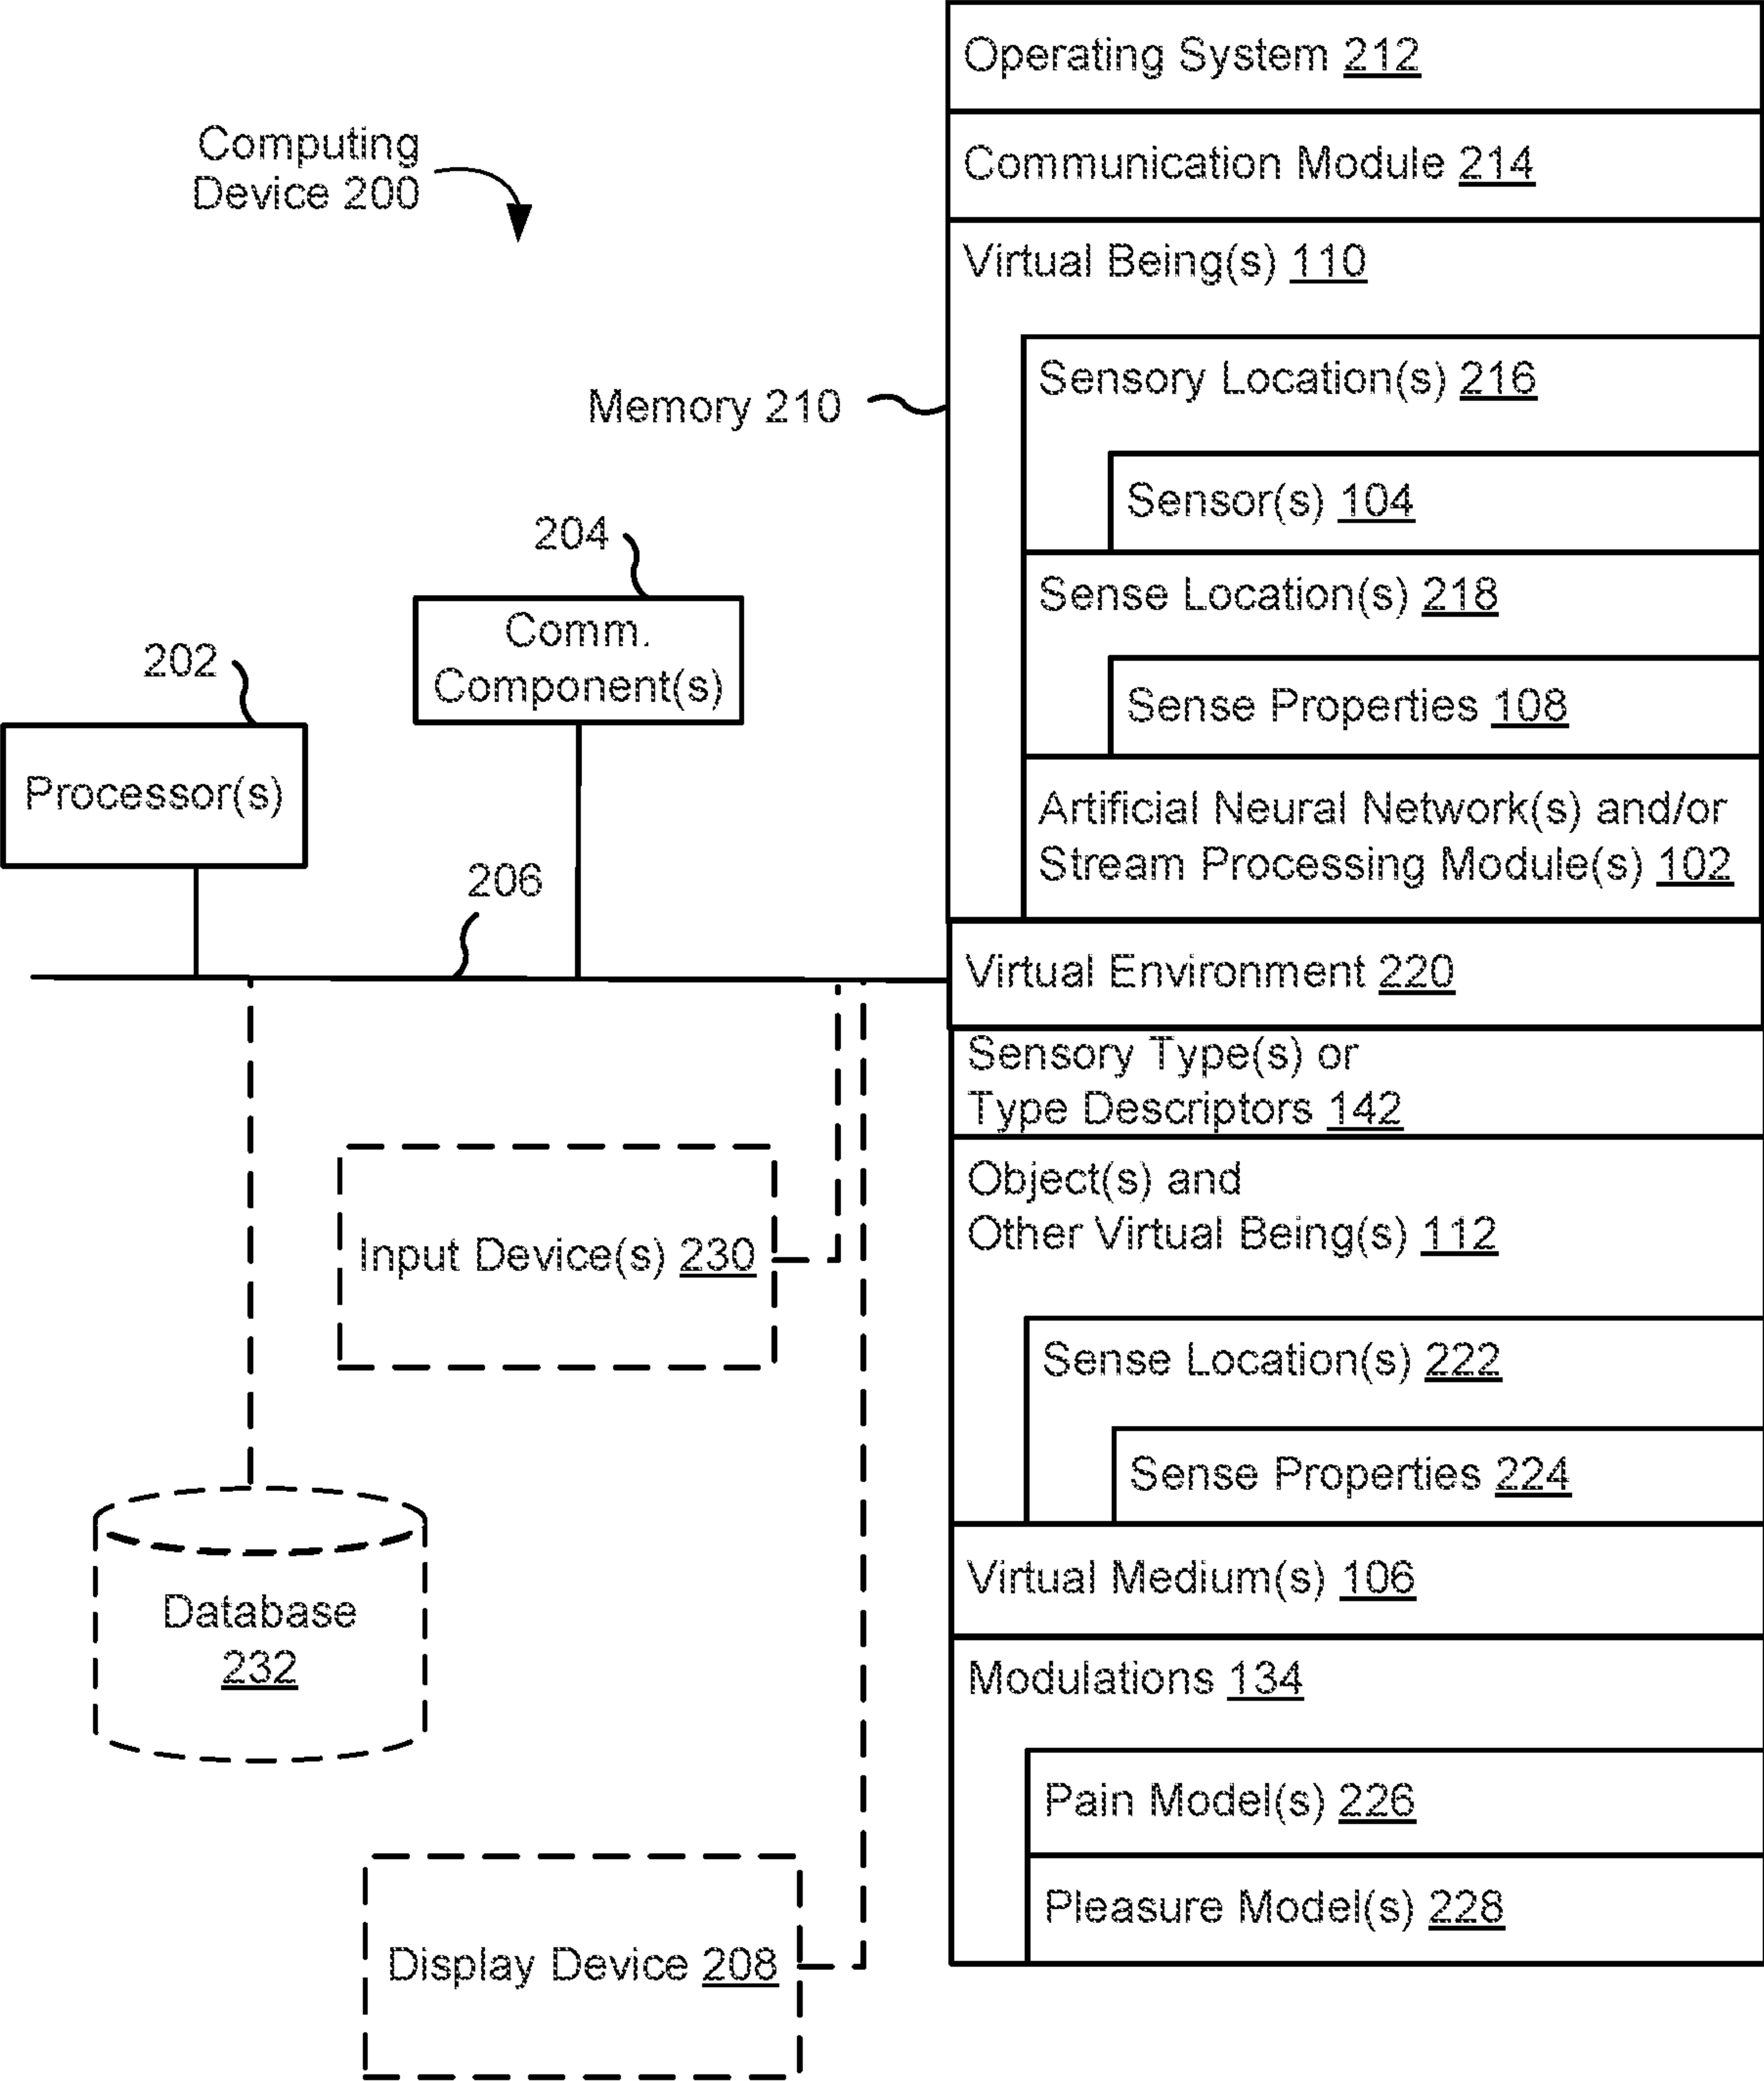 Computing
Device 200
Memory 210
204
Comm.
Component(s)
202
Processor(s)
206
Input Device(s) 230
Database
232
Display Device 208
Operating System 212
Communication Module 214
Virtual Being(s) 110
Sensory Location(s) 216
Sensor(s) 104
Sense Location(s) 218
Sense Properties 108
Artificial Neural Network(s) and/or
Stream Processing Module(s) 102
Virtual Environment 220
Sensory Type(s) or
Type Descriptors 142
Object(s) and
Other Virtual Being(s) 112
Sense Location(s) 222
Sense Properties 224
Virtual Medium(s) 106
Modulations 134
Pain Model(s) 226
Pleasure Model(s) 228